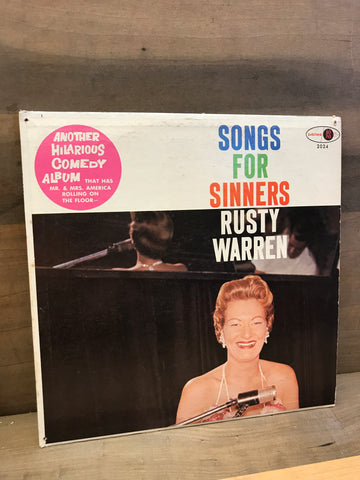 ANOTHER
HILARIOUS
COMEDY
ALBUM THAT HAS
MR. & MRS. AMERICA
ROLLING ON
THE FLOOR—
SONGS
FOR
SINNERS
RUSTY
WARREN
2024